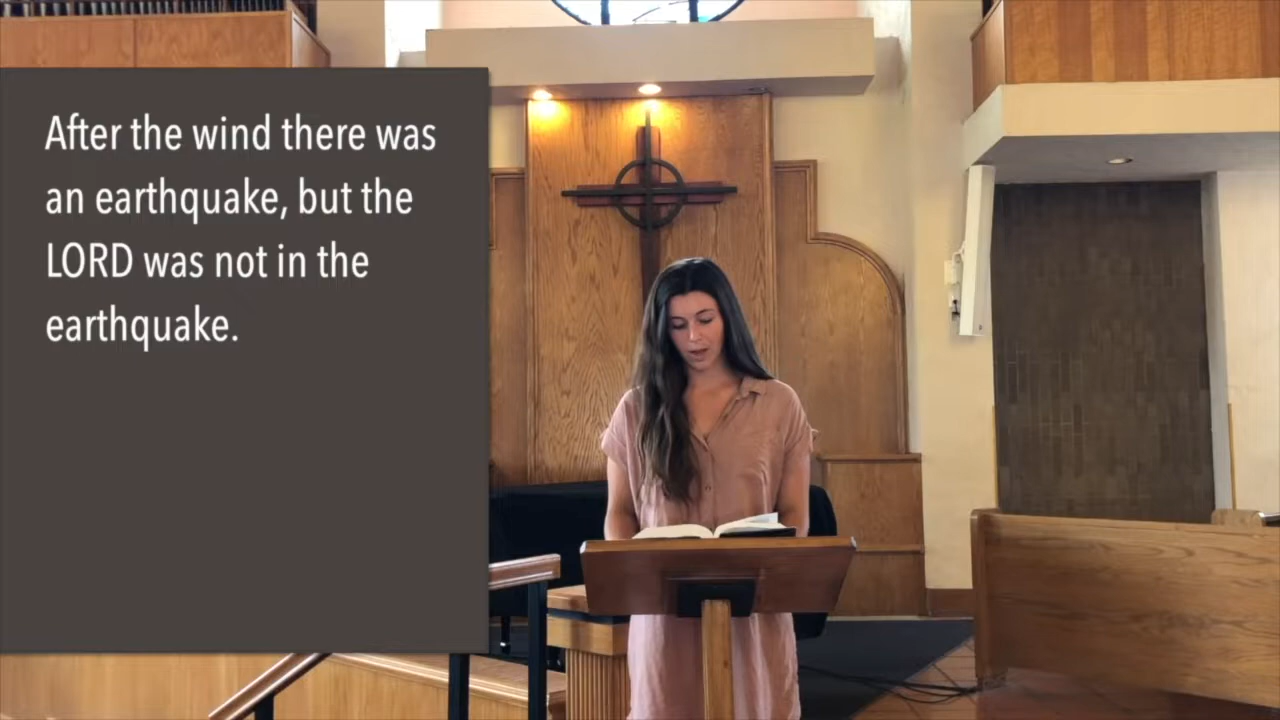 After the wind there was
an earthquake, but the
LORD was not in the
earthquake.